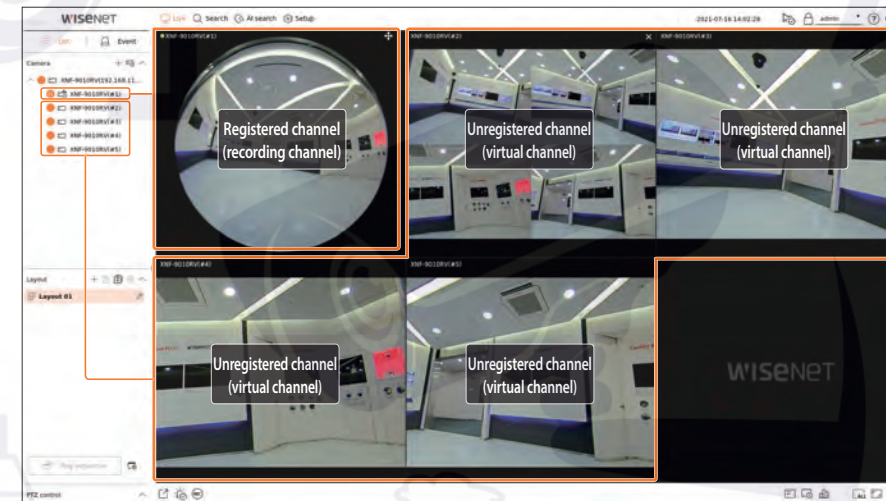 WISENET
Live Search AI search Setup
2021-07-16 14:02:28 admin
List Event
Camera
XNF-9010RV(192.168.11...
XNF-9010RV(#1)
XNF-9010RV(#2)
XNF-9010RV(#3)
XNF-9010RV(#4)
XNF-9010RV(#5)
XNF-9010RV(#1)
Registered channel
(recording channel)
XNF-9010RV(#2)
Unregistered channel
(virtual channel)
XNF-9010RV(#3)
Unregistered channel
(virtual channel)
XNF-9010RV(#4)
Unregistered channel
(virtual channel)
XNF-9010RV(#5)
Unregistered channel
(virtual channel)
WISENET
Layout
Layout 01
PTZ control
ALL